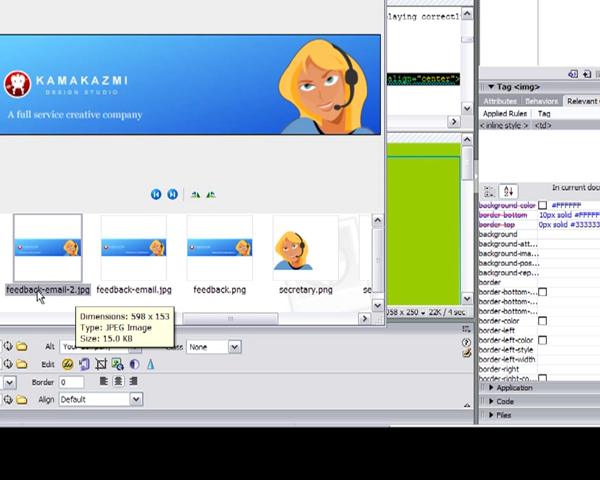 KAMAKAZMI
DESIGN STUDIO
A full service creative company
feedback-email-2.jpg
feedback-email.jpg
feedback.png
secretary.png
Dimensions: 598 x 153
Type: JPEG Image
Size: 15.0 KB
align="center">
058 x 250
22K / 4 sec
Alt
None
Edit
Border
0
Align
Default
Tag <img>
Attributes
Behaviors
Relevant
Applied Rules
Tag
< inline style >
<td>
In current doc
background-color
#FFFFFF
border-bottom
10px solid #FFFFFF
border-top
0px solid #333333
background
background-att...
background-ima...
background-pos...
background-rep...
border
border-bottom-...
border-bottom-...
border-bottom-...
border-color
border-left
border-left-color
border-left-style
border-left-width
border-right
border-right-co...
Application
Code
Files